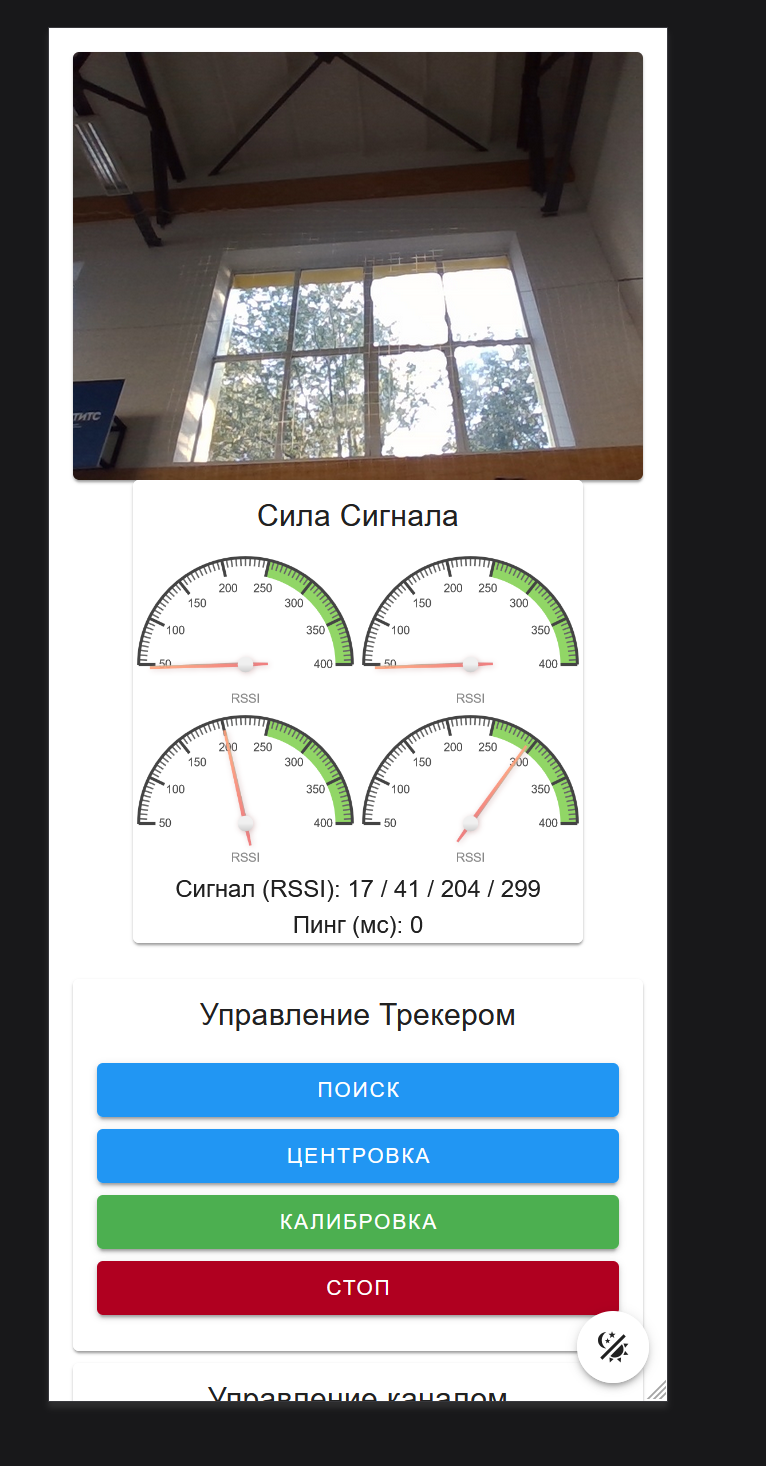 ТИТС
Сила Сигнала
50 100 150 200 250 300 350 400
RSSI
50 100 150 200 250 300 350 400
RSSI
50 100 150 200 250 300 350 400
RSSI
50 100 150 200 250 300 350 400
RSSI
Сигнал (RSSI): 17 / 41 / 204 / 299
Пинг (мс): 0
Управление Трекером
ПОИСК
ЦЕНТРОВКА
КАЛИБРОВКА
СТОП
Управление каналом